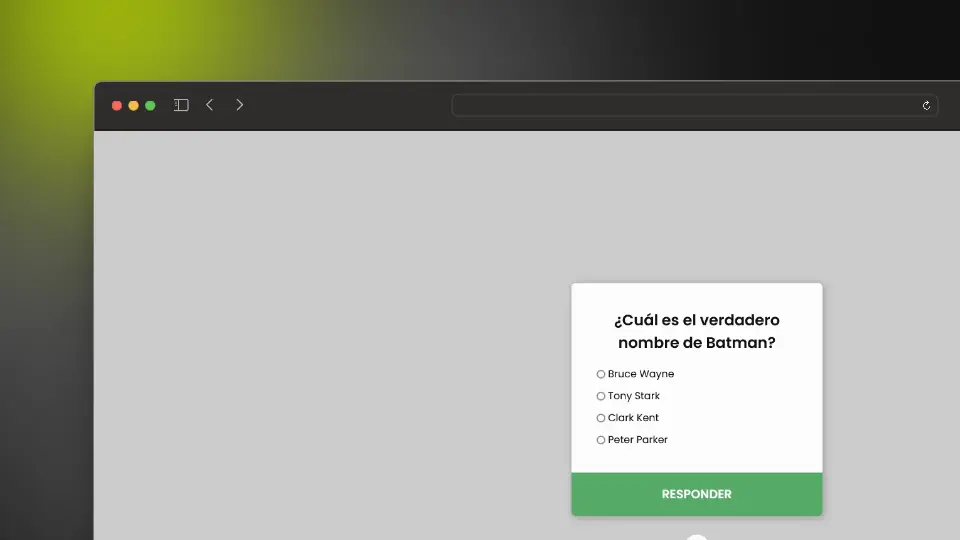 ¿Cuál es el verdadero
nombre de Batman?
Bruce Wayne
Tony Stark
Clark Kent
Peter Parker
RESPONDER